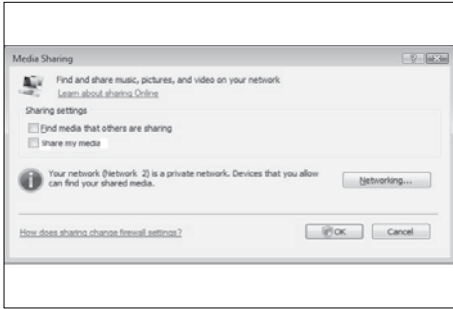 Media Sharing
Find and share music, pictures, and video on your network
Learn about sharing Online
Sharing settings
Find media that others are sharing
Share my media
Your network (Network 2) is a private network. Devices that you allow
can find your shared media.
Networking...
How does sharing change firewall settings?
OK
Cancel